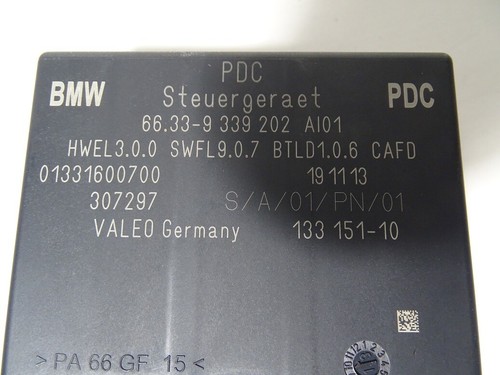 PDC
BMW Steuergeraet PDC
66.33-9 339 202 AI01
HWEL3.0.0 SWFL9.0.7 BTLD1.0.6 CAFD
01331600700 19 11 13
307297 S/A/01/PN/01
VALEO Germany 133 151-10
>PA 66 GF 15<